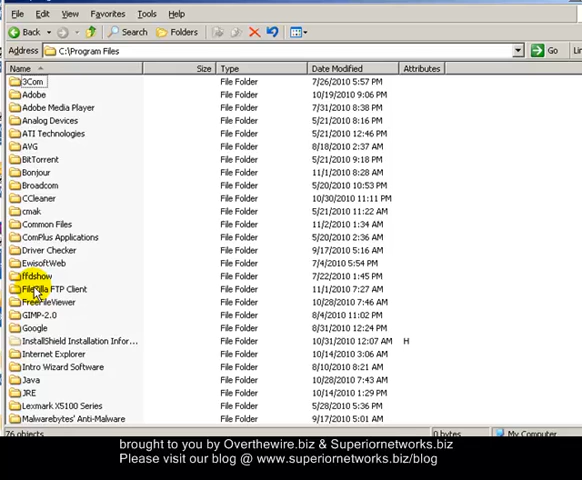 File Edit View Favorites Tools Help
Back Search Folders
Address C:\Program Files Go
Name Size Type Date Modified Attributes
3Com File Folder 7/26/2010 5:57 PM
Adobe File Folder 10/19/2010 9:06 PM
Adobe Media Player File Folder 7/31/2010 8:38 PM
Analog Devices File Folder 5/21/2010 8:16 PM
ATI Technologies File Folder 5/21/2010 12:46 PM
AVG File Folder 8/18/2010 2:37 AM
BitTorrent File Folder 5/21/2010 9:18 PM
Bonjour File Folder 11/1/2010 8:28 AM
Broadcom File Folder 5/20/2010 10:53 PM
CCleaner File Folder 10/30/2010 11:11 PM
cmak File Folder 5/21/2010 11:22 AM
Common Files File Folder 11/2/2010 1:34 AM
ComPlus Applications File Folder 5/20/2010 2:36 AM
Driver Checker File Folder 9/17/2010 5:16 AM
EwisoftWeb File Folder 7/4/2010 5:54 PM
ffdshow File Folder 7/22/2010 1:45 PM
FileZilla FTP Client File Folder 11/1/2010 7:27 AM
FreeFileViewer File Folder 10/28/2010 7:46 AM
GIMP-2.0 File Folder 8/4/2010 11:02 PM
Google File Folder 8/31/2010 12:24 PM
InstallShield Installation Infor... File Folder 10/31/2010 12:07 AM H
Internet Explorer File Folder 10/14/2010 3:06 AM
Intro Wizard Software File Folder 8/10/2010 8:21 AM
Java File Folder 10/28/2010 7:43 AM
JRE File Folder 10/14/2010 1:29 PM
Lexmark X5100 Series File Folder 5/28/2010 5:36 PM
Malwarebytes' Anti-Malware File Folder 9/17/2010 5:01 AM
76 objects 0 bytes My Computer
brought to you by Overthewire.biz & Superiornetworks.biz
Please visit our blog @ www.superiornetworks.biz/blog